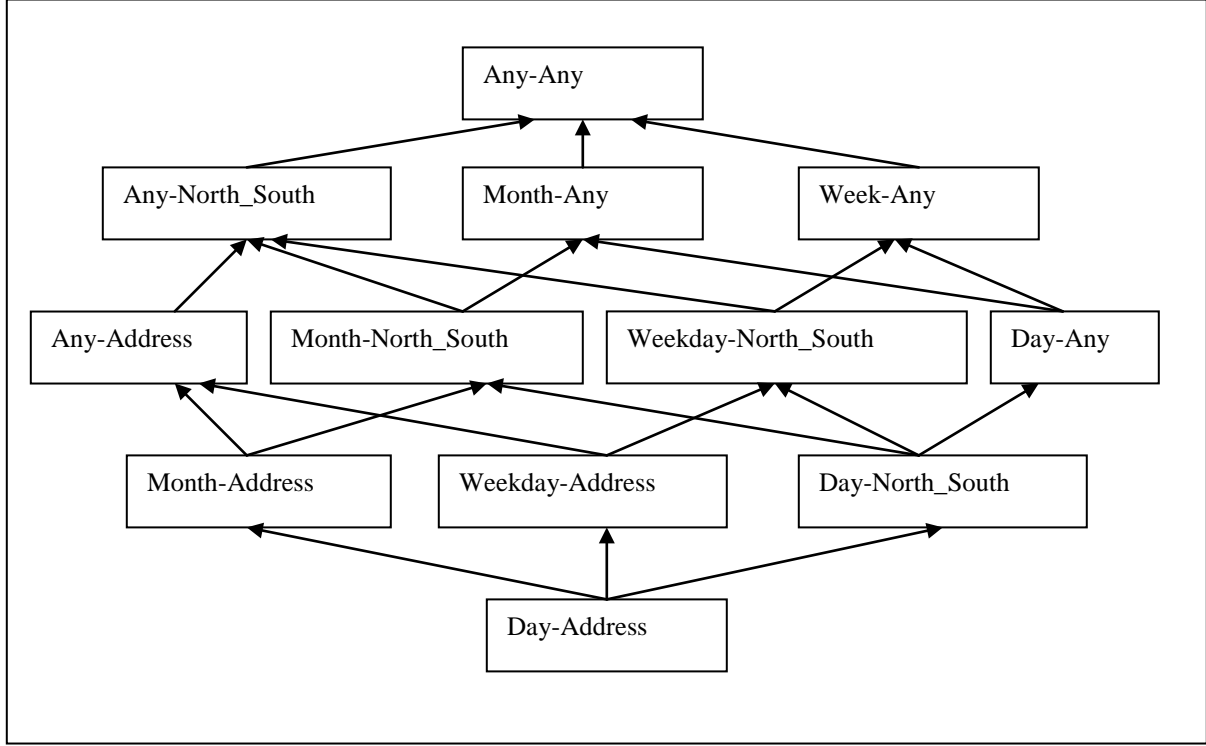 Any-Any
Any-North_South
Month-Any
Week-Any
Any-Address
Month-North_South
Weekday-North_South
Day-Any
Month-Address
Weekday-Address
Day-North_South
Day-Address